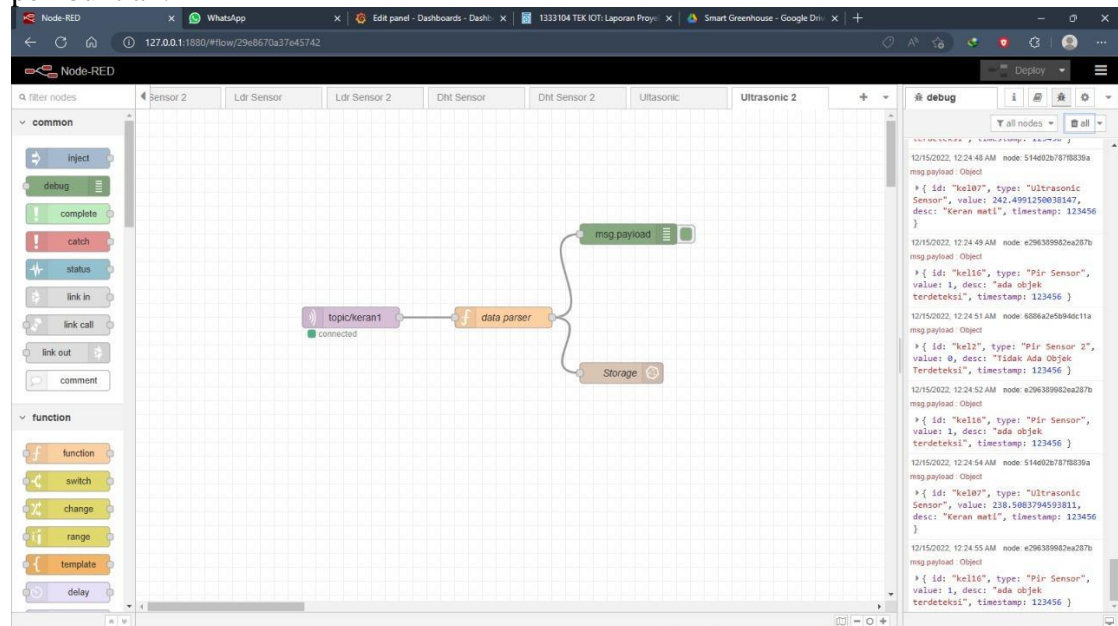 Node-RED
WhatsApp
Edit panel - Dashboards - Dashb
1333104 TEK IOT: Laporan Proye
Smart Greenhouse - Google Driv
127.0.0.1:1880/#flow/29e8670a37e45742
Node-RED
Deploy
filter nodes
Sensor 2
Ldr Sensor
Ldr Sensor 2
Dht Sensor
Dht Sensor 2
Ultasonic
Ultrasonic 2
debug
all nodes
all
common
inject
debug
complete
catch
status
link in
link call
link out
comment
function
function
switch
change
range
template
delay
topic/keran1
connected
data parser
msg.payload
Storage
terdeteksi", timestamp: 123456 }
12/15/2022, 12:24:48 AM node: 514d02b787f8839a
msg.payload : Object
{ id: "kel07", type: "Ultrasonic
Sensor", value: 242.4991250038147,
desc: "Keran mati", timestamp: 123456
}
12/15/2022, 12:24:49 AM node: e296389982ea287b
msg.payload : Object
{ id: "kel16", type: "Pir Sensor",
value: 1, desc: "ada objek
terdeteksi", timestamp: 123456 }
12/15/2022, 12:24:51 AM node: 6886a2e5b94dc11a
msg.payload : Object
{ id: "kel2", type: "Pir Sensor 2",
value: 0, desc: "Tidak Ada Objek
Terdeteksi", timestamp: 123456 }
12/15/2022, 12:24:52 AM node: e296389982ea287b
msg.payload : Object
{ id: "kel16", type: "Pir Sensor",
value: 1, desc: "ada objek
terdeteksi", timestamp: 123456 }
12/15/2022, 12:24:54 AM node: 514d02b787f8839a
msg.payload : Object
{ id: "kel07", type: "Ultrasonic
Sensor", value: 238.5083794593811,
desc: "Keran mati", timestamp: 123456
}
12/15/2022, 12:24:55 AM node: e296389982ea287b
msg.payload : Object
{ id: "kel16", type: "Pir Sensor",
value: 1, desc: "ada objek
terdeteksi", timestamp: 123456 }